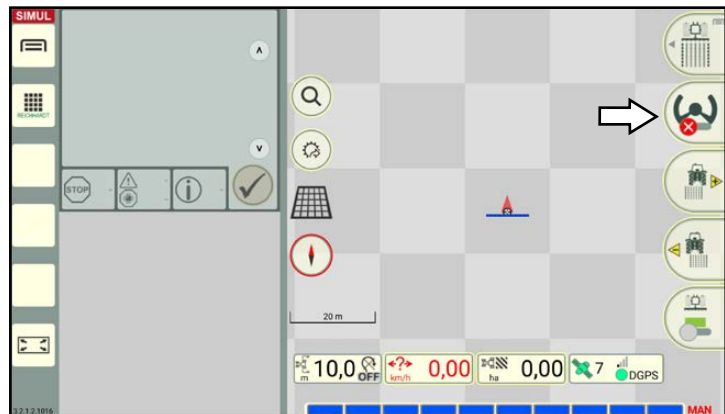 SIMUL
REICHHARDT
STOP
20 m
m 10,0 OFF
km/h 0,00
ha 0,00
7 DGPS
3.2.1.2.1016
MAN